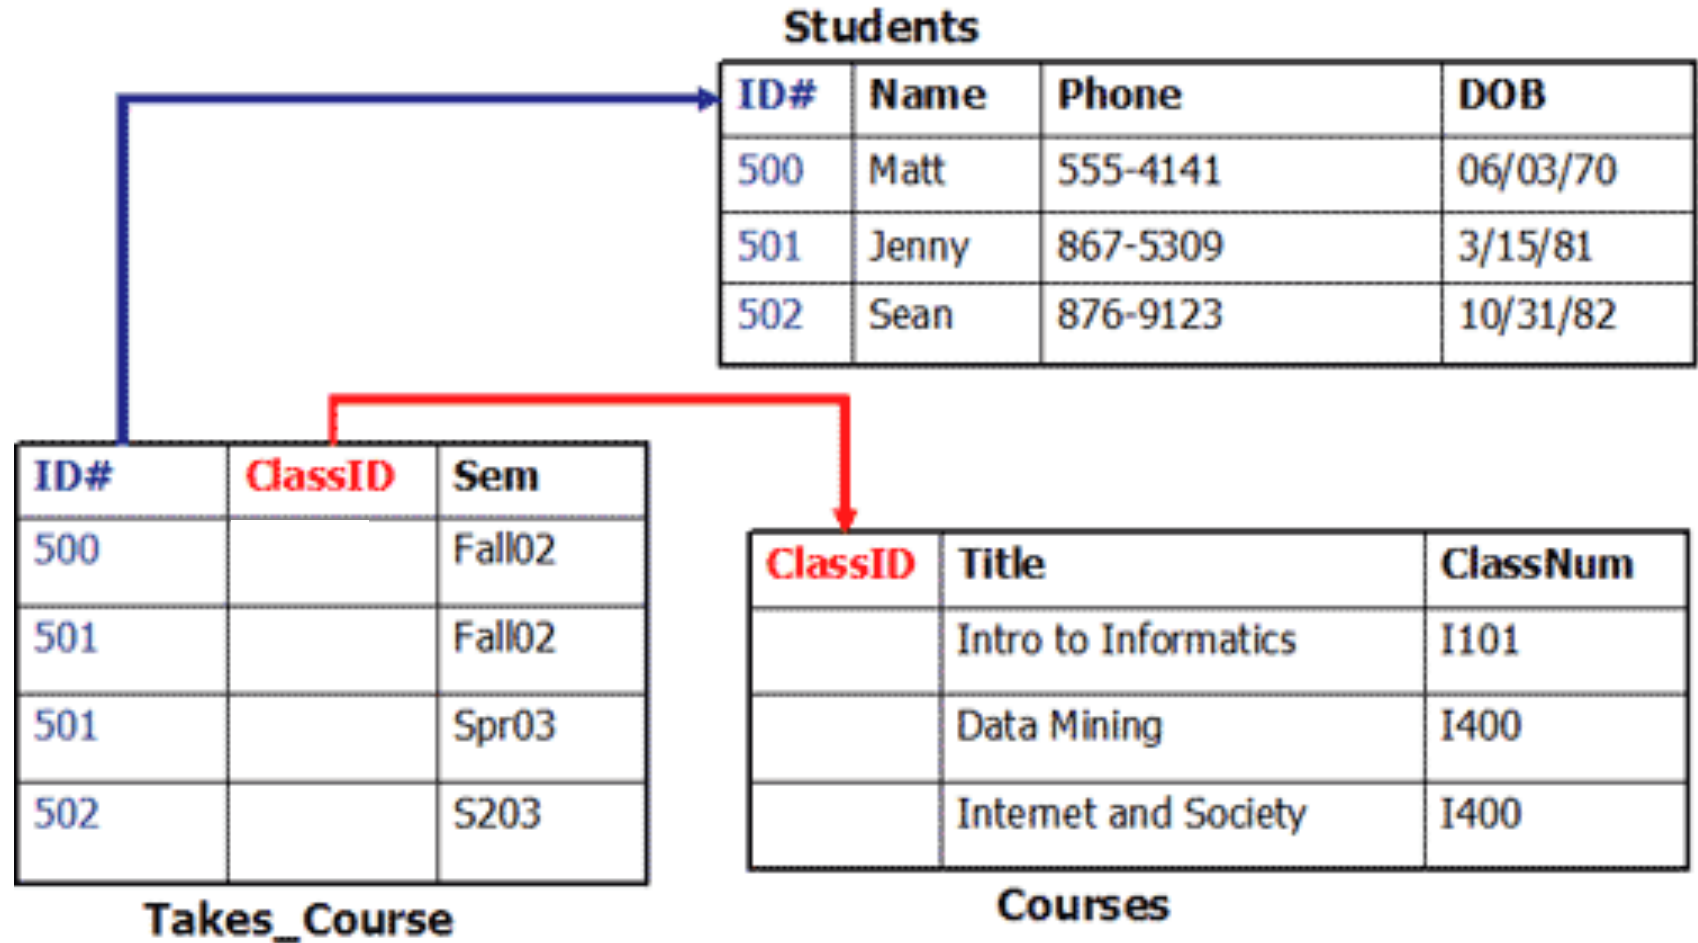 Students
ID# Name Phone DOB
500 Matt 555-4141 06/03/70
501 Jenny 867-5309 3/15/81
502 Sean 876-9123 10/31/82
ID# ClassID Sem
500 Fall02
501 Fall02
501 Spr03
502 S203
Takes_Course
ClassID Title ClassNum
Intro to Informatics I101
Data Mining I400
Internet and Society I400
Courses